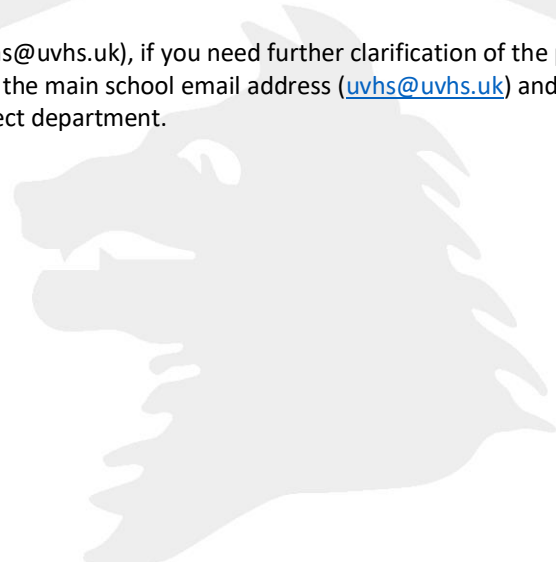 s@uvhs.uk), if you need further clarification of the
the main school email address (uvhs@uvhs.uk) and
ect department.